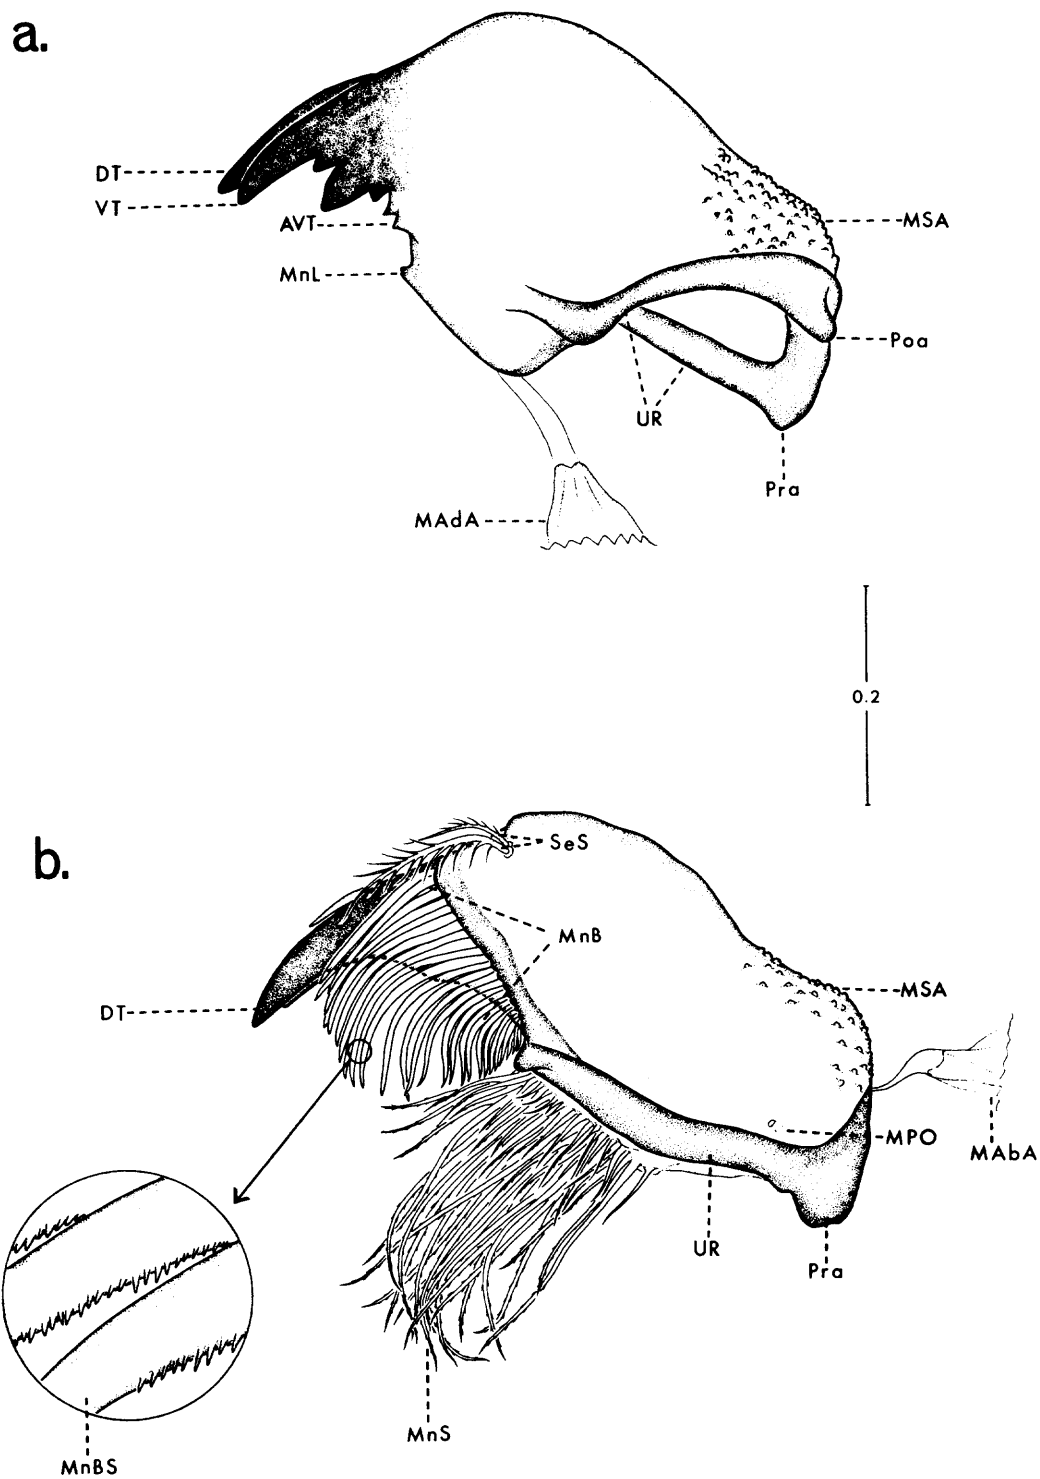 a.
DT
VT
AVT
MnL
MSA
Poa
UR
Pra
MAdA
0.2
b.
SeS
MnB
DT
MSA
MPO
MAbA
UR
Pra
MnS
MnBS